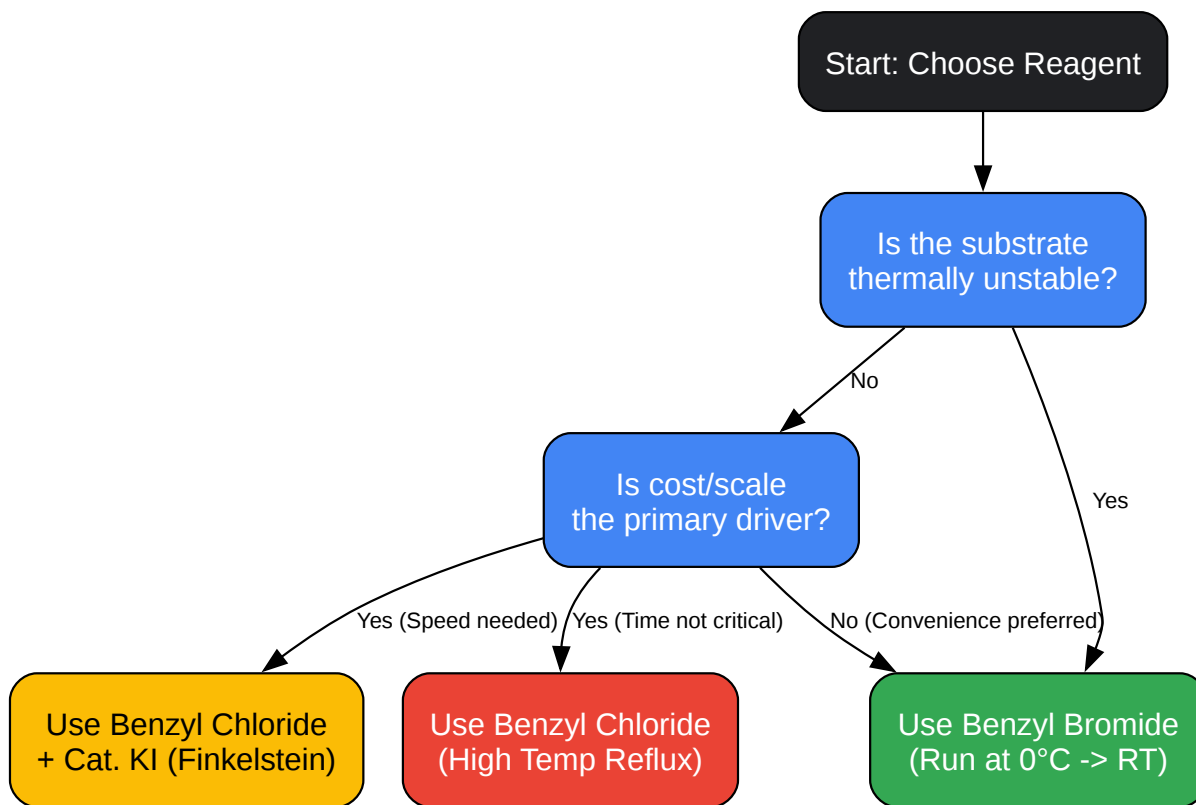 Start: Choose Reagent
Is the substrate
thermally unstable?
No
Yes
Is cost/scale
the primary driver?
Yes (Speed needed)
Yes (Time not critical)
No (Convenience preferred)
Use Benzyl Chloride
+ Cat. KI (Finkelstein)
Use Benzyl Chloride
(High Temp Reflux)
Use Benzyl Bromide
(Run at 0°C -> RT)